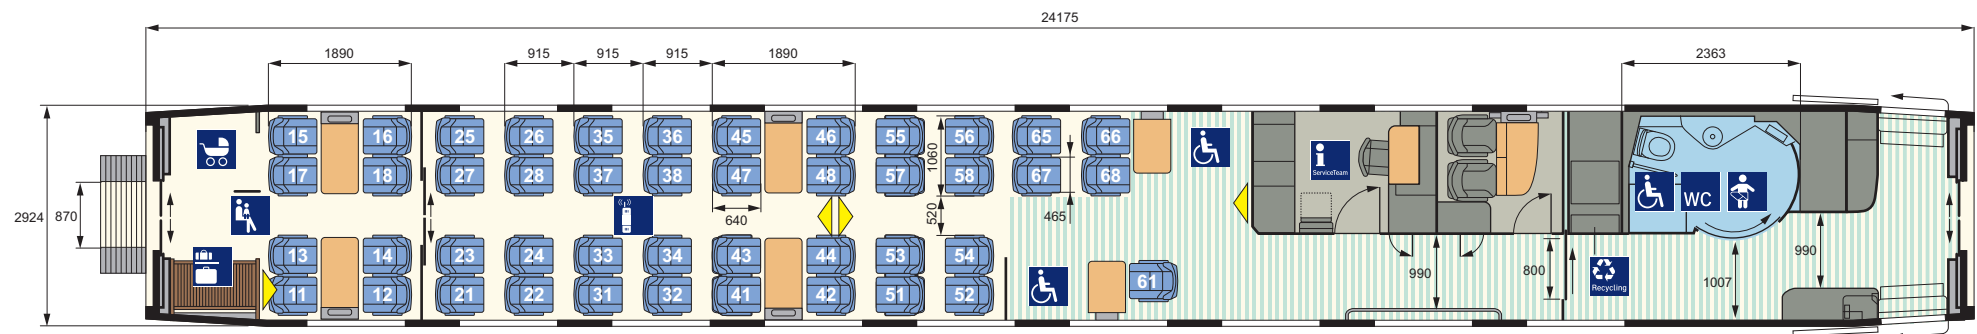 24175
1890 915 915 915 1890 2363
15 16 25 26 35 36 45 46 55 56 65 66
17 18 27 28 37 38 47 48 57 58 67 68
1060
i
ServiceTeam
WC
2924 870 640 520 465
13 14 23 24 33 34 43 44 53 54
990 800 1007 990
11 12 21 22 31 32 41 42 51 52 61
Recycling